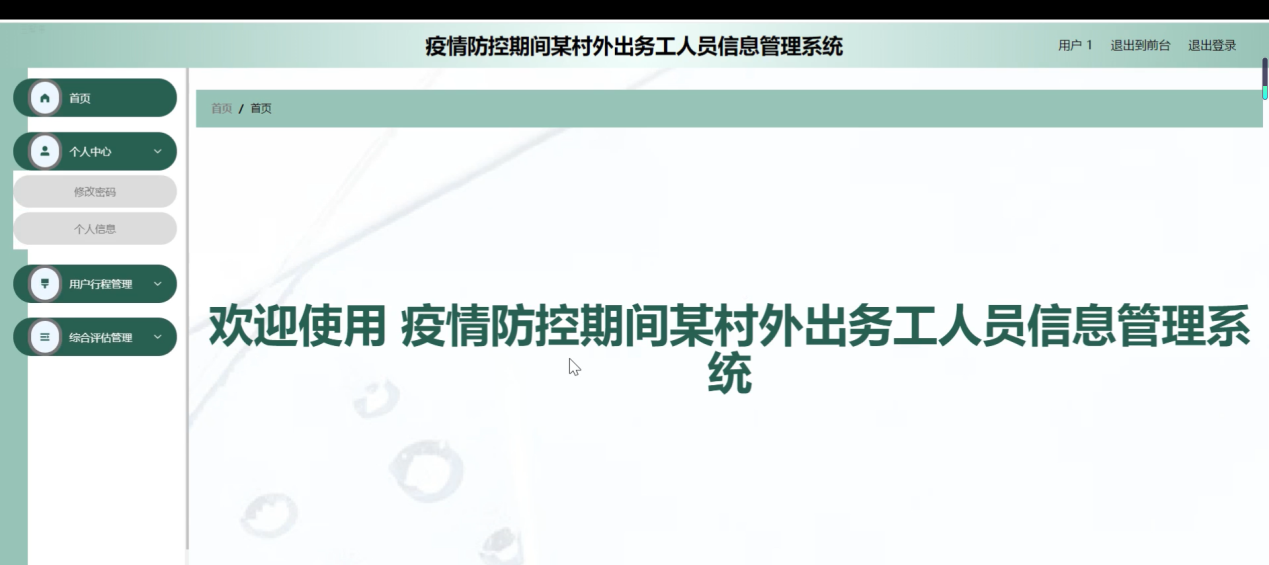 疫情防控期间某村外出务工人员信息管理系统
用户 1 退出到前台 退出登录
首页
首页 / 首页
个人中心
修改密码
个人信息
用户行程管理
综合评估管理
欢迎使用 疫情防控期间某村外出务工人员信息管理系
统